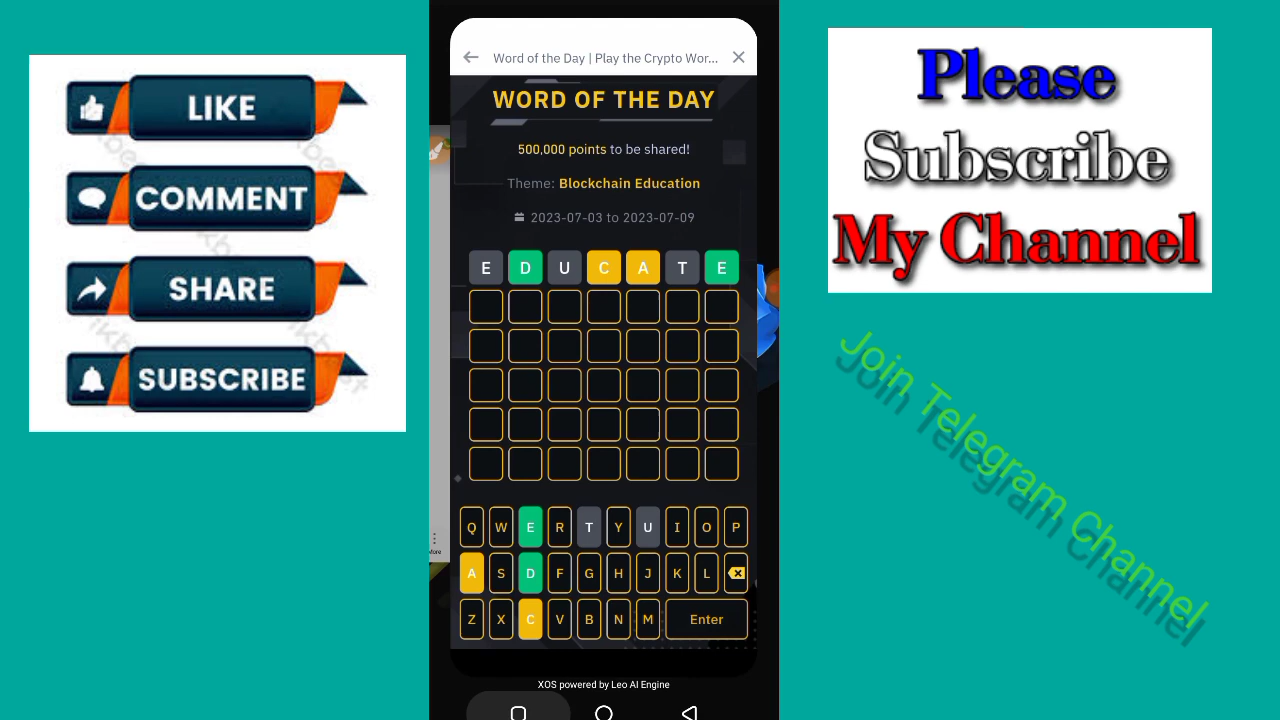 LIKE
COMMENT
SHARE
SUBSCRIBE
Word of the Day | Play the Crypto Wor...
WORD OF THE DAY
500,000 points to be shared!
Theme: Blockchain Education
2023-07-03 to 2023-07-09
E D U C A T E
Q W E R T Y U I O P
A S D F G H J K L
Z X C V B N M Enter
XOS powered by Leo AI Engine
Please
Subscribe
My Channel
Join Telegram Channel